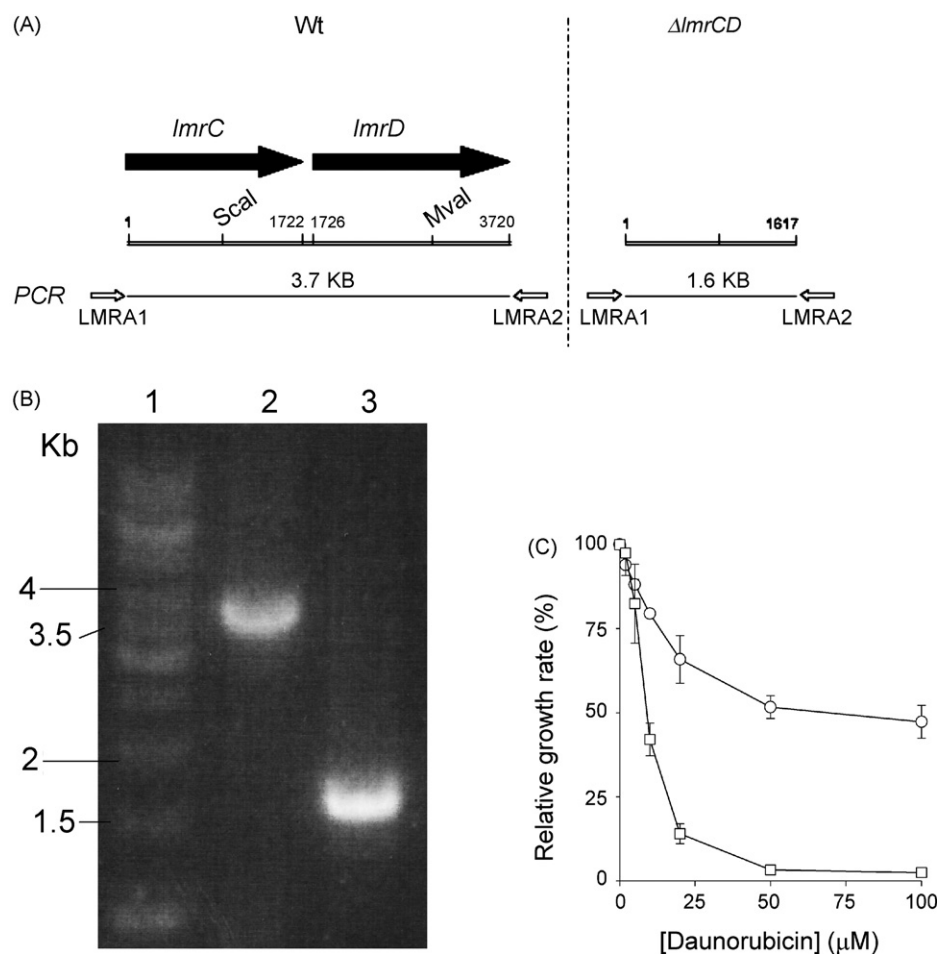 (A) Wt ΔlmrCD
lmrC lmrD
ScaI MvaI
1 1722 1726 3720 1 1617
PCR 3.7 KB 1.6 KB
LMRA1 LMRA2 LMRA1 LMRA2
(B) 1 2 3
Kb
4
3.5
2
1.5
(C)
100
75
50
25
0
Relative growth rate (%)
0 25 50 75 100
[Daunorubicin] (μM)